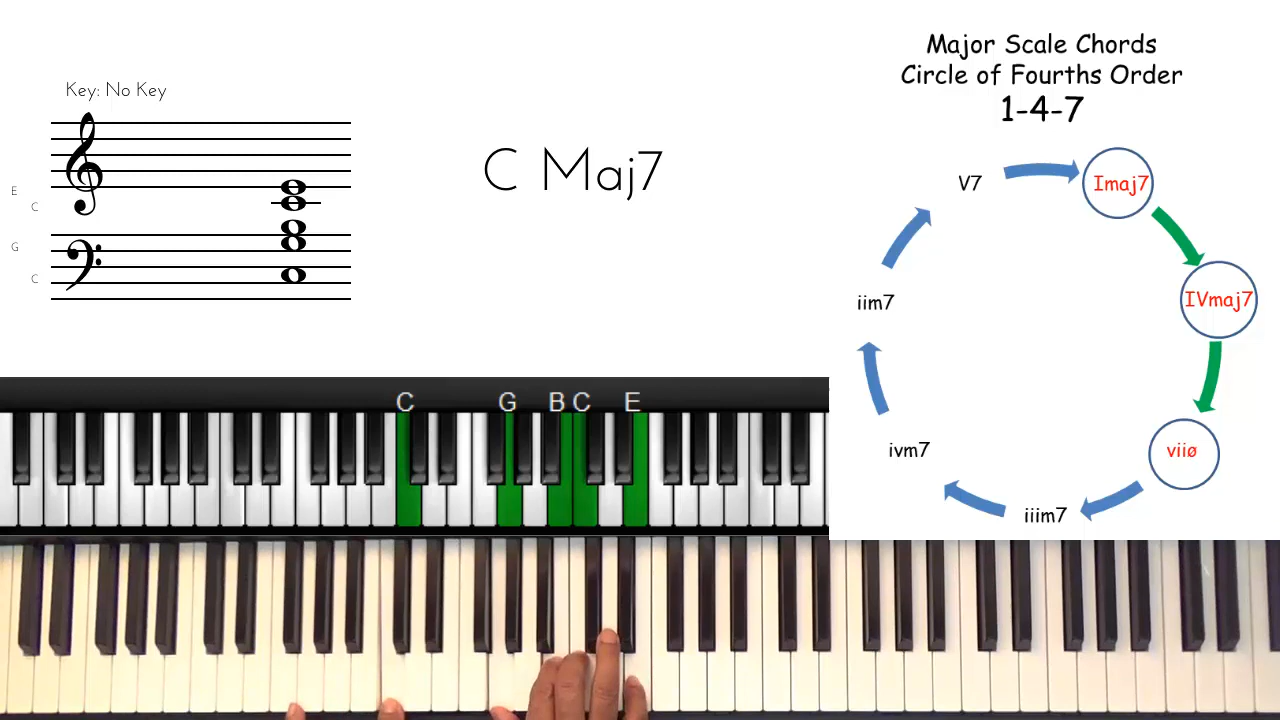 Key: No Key
E
C
G
C
C Maj7
Major Scale Chords
Circle of Fourths Order
1-4-7
V7
Imaj7
iim7
IVmaj7
ivm7
viiø
iiim7
C G B C E